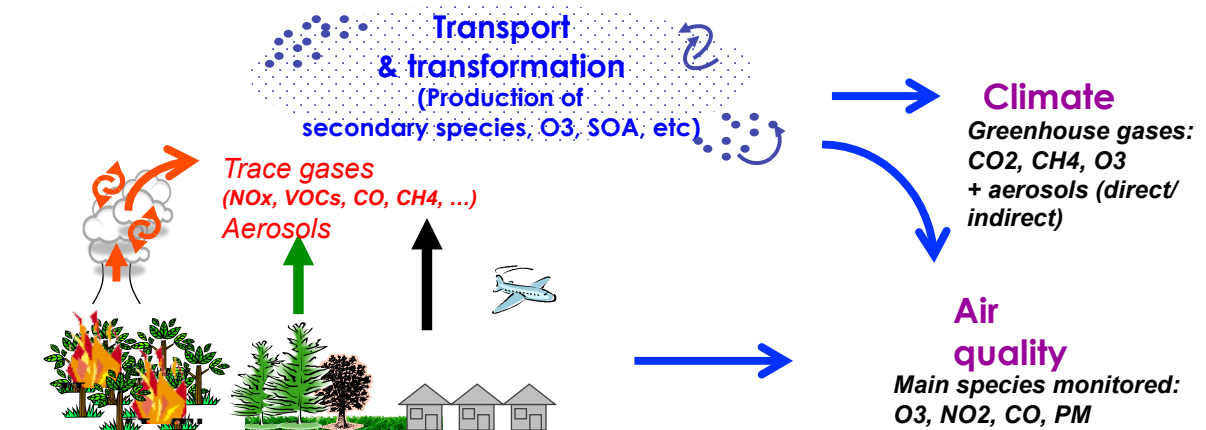 Transport
& transformation
(Production of
secondary species, O3, SOA, etc)
Trace gases
(NOx, VOCs, CO, CH4, …)
Aerosols
Climate
Greenhouse gases:
CO2, CH4, O3
+ aerosols (direct/
indirect)
Air
quality
Main species monitored:
O3, NO2, CO, PM